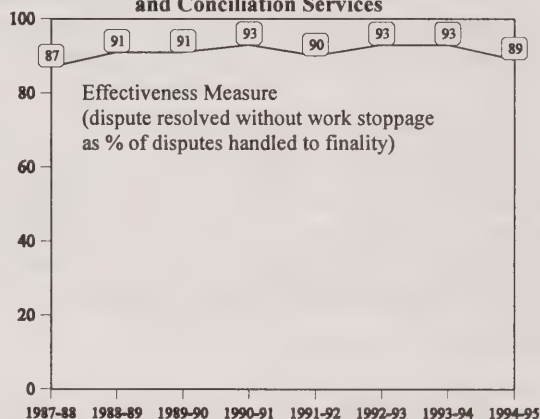 and Conciliation Services
100
87
91
91
93
90
93
93
89
80
Effectiveness Measure
(dispute resolved without work stoppage
as % of disputes handled to finality)
60
40
20
0
1987-88 1988-89 1989-90 1990-91 1991-92 1992-93 1993-94 1994-95